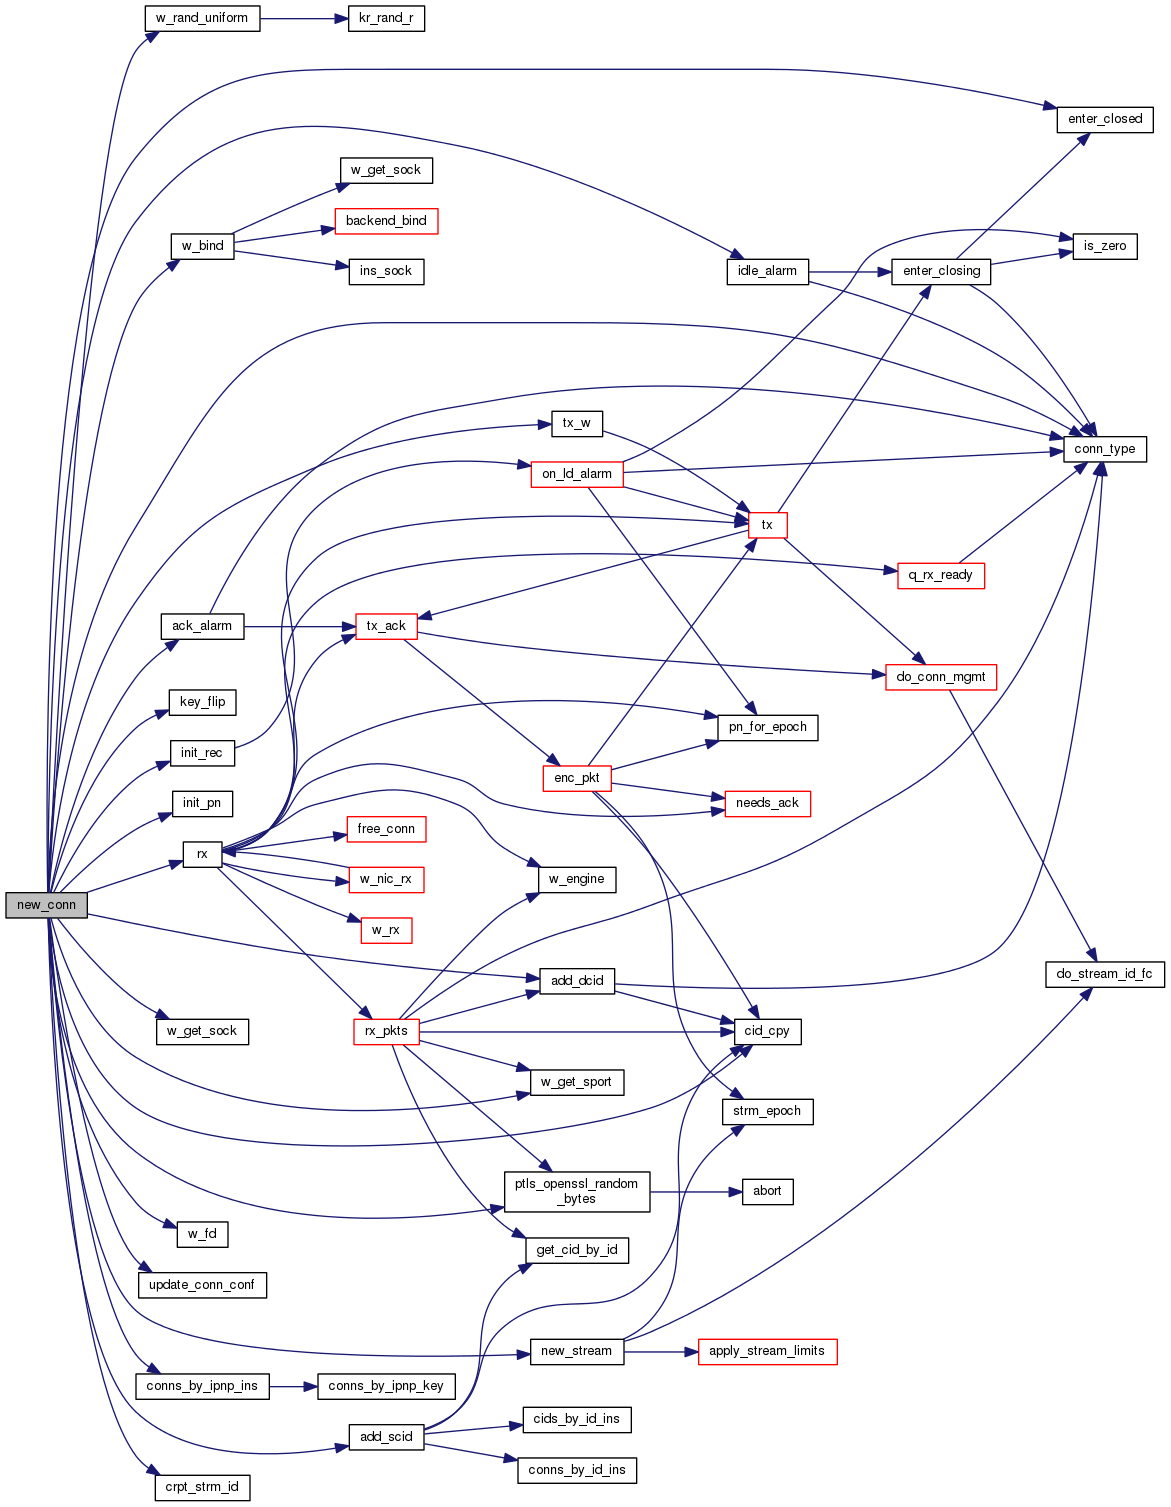 w_rand_uniform
kr_rand_r
enter_closed
w_get_sock
backend_bind
w_bind
is_zero
ins_sock
idle_alarm
enter_closing
tx_w
conn_type
on_ld_alarm
tx
q_rx_ready
ack_alarm
tx_ack
do_conn_mgmt
key_flip
pn_for_epoch
init_rec
enc_pkt
init_pn
needs_ack
free_conn
rx
w_nic_rx
w_engine
new_conn
w_rx
do_stream_id_fc
add_dcid
w_get_sock
rx_pkts
cid_cpy
w_get_sport
strm_epoch
ptls_openssl_random
_bytes
abort
w_fd
get_cid_by_id
update_conn_conf
new_stream
apply_stream_limits
conns_by_ipnp_ins
conns_by_ipnp_key
cids_by_id_ins
add_scid
conns_by_id_ins
crpt_strm_id